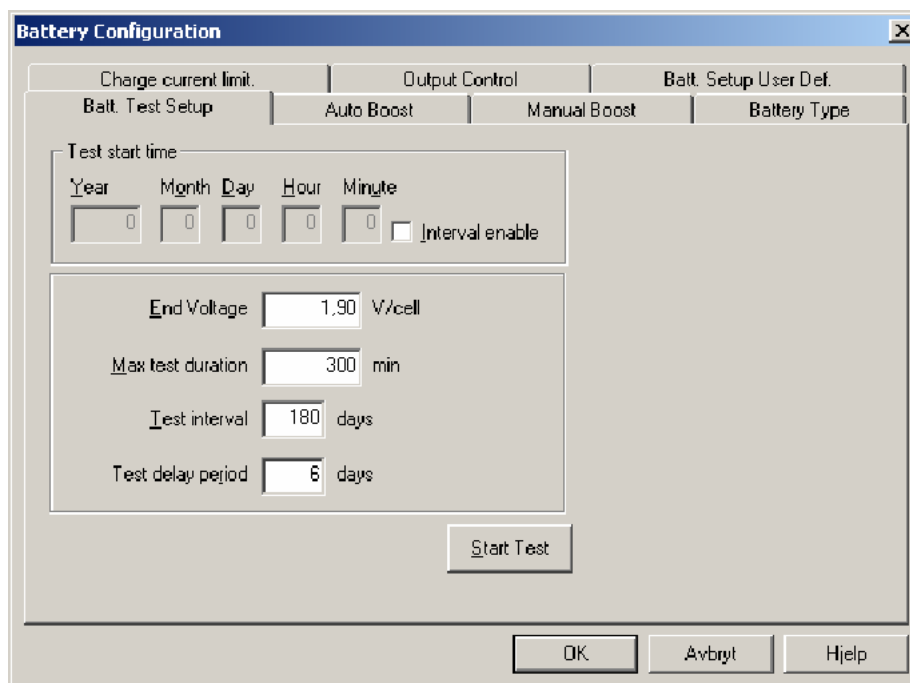 Battery Configuration
Charge current limit. Output Control Batt. Setup User Def.
Batt. Test Setup Auto Boost Manual Boost Battery Type
Test start time
Year Month Day Hour Minute
0 0 0 0 0 Interval enable
End Voltage 1,90 V/cell
Max test duration 300 min
Test interval 180 days
Test delay period 6 days
Start Test
OK Avbryt Hjelp